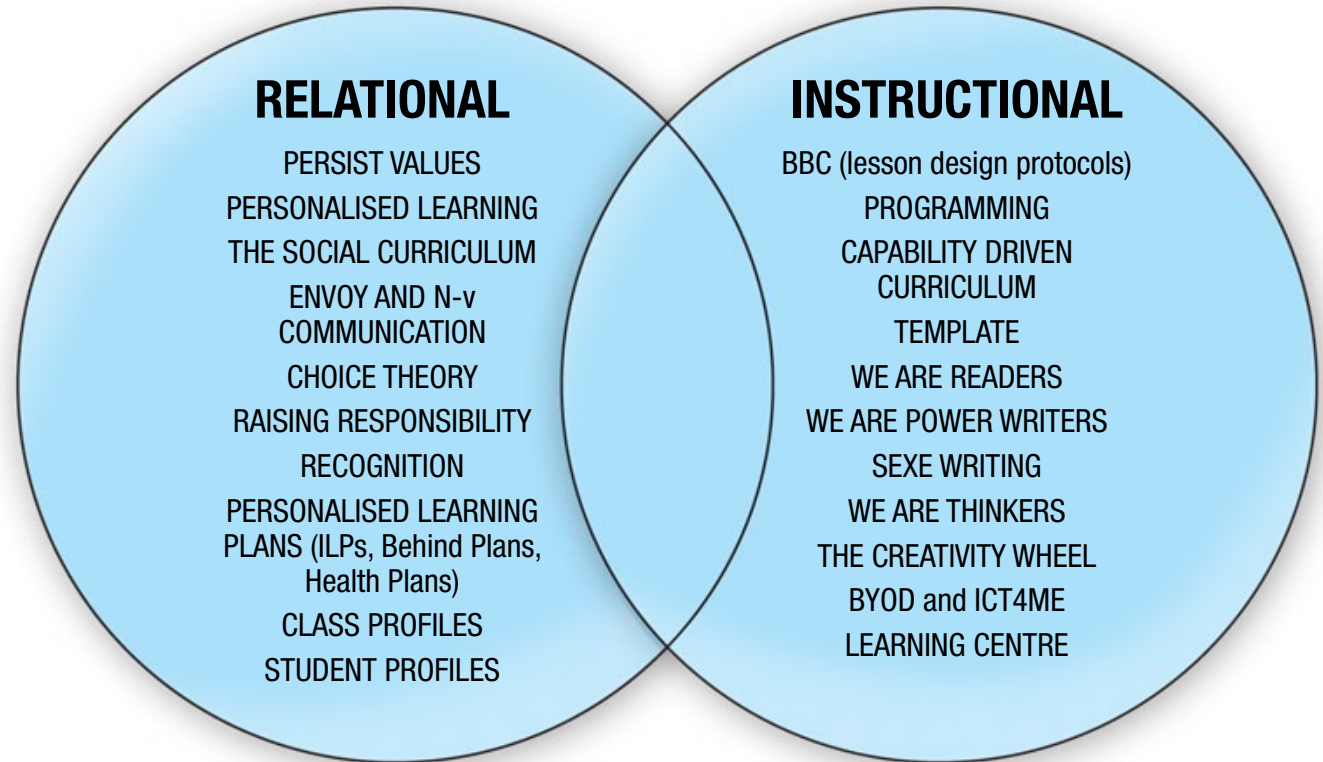 RELATIONAL
PERSIST VALUES
PERSONALISED LEARNING
THE SOCIAL CURRICULUM
ENVOY AND N-v
COMMUNICATION
CHOICE THEORY
RAISING RESPONSIBILITY
RECOGNITION
PERSONALISED LEARNING
PLANS (ILPs, Behind Plans,
Health Plans)
CLASS PROFILES
STUDENT PROFILES
INSTRUCTIONAL
BBC (lesson design protocols)
PROGRAMMING
CAPABILITY DRIVEN
CURRICULUM
TEMPLATE
WE ARE READERS
WE ARE POWER WRITERS
SEXE WRITING
WE ARE THINKERS
THE CREATIVITY WHEEL
BYOD and ICT4ME
LEARNING CENTRE